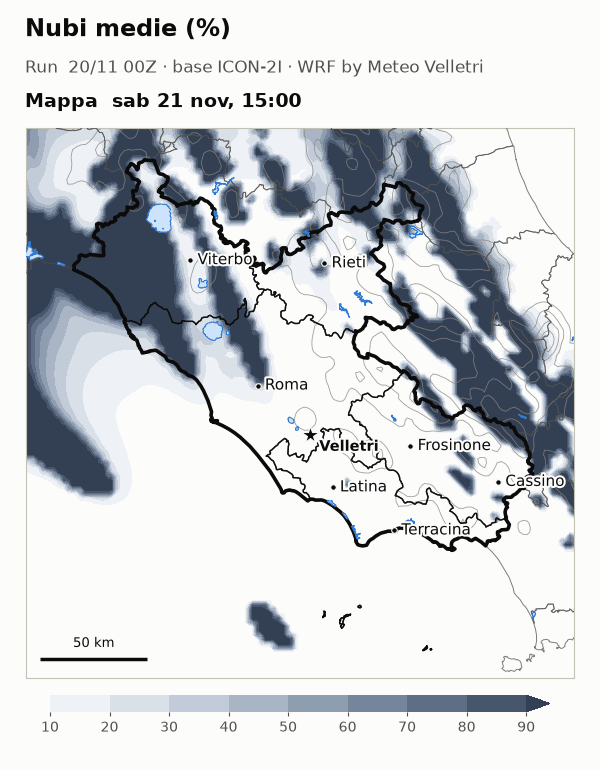 Nubi medie (%)
Run  20/11 00Z · base ICON-2I · WRF by Meteo Velletri
Mappa  sab 21 nov, 15:00
Viterbo
Rieti
Roma
Velletri
Frosinone
Cassino
Latina
Terracina
50 km
10 20 30 40 50 60 70 80 90